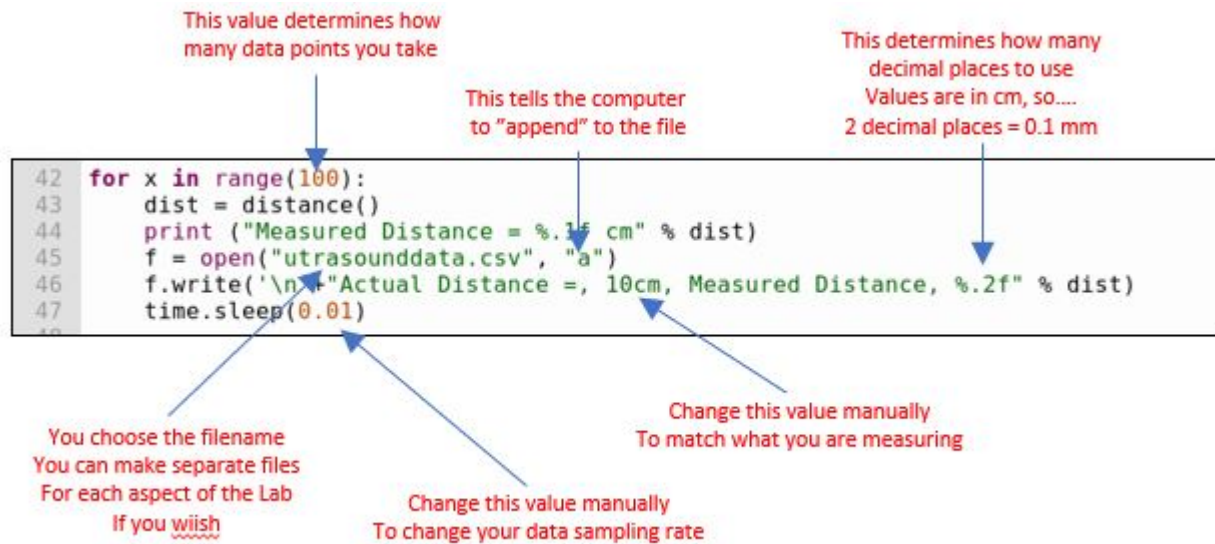 This value determines how
many data points you take
This tells the computer
to "append" to the file
This determines how many
decimal places to use
Values are in cm, so....
2 decimal places = 0.1 mm
42 for x in range(100):
43 dist = distance()
44 print ("Measured Distance = %.1f cm" % dist)
45 f = open("utrasounddata.csv", "a")
46 f.write('\n'+"Actual Distance =, 10cm, Measured Distance, %.2f" % dist)
47 time.sleep(0.01)
You choose the filename
You can make separate files
For each aspect of the Lab
If you wiish
Change this value manually
To change your data sampling rate
Change this value manually
To match what you are measuring